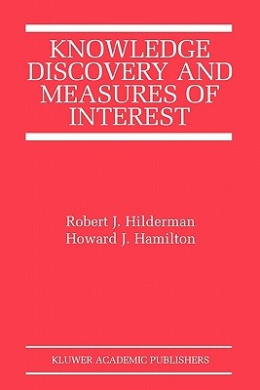 KNOWLEDGE
DISCOVERY AND
MEASURES OF
INTEREST
Robert J. Hilderman
Howard J. Hamilton
KLUWER ACADEMIC PUBLISHERS